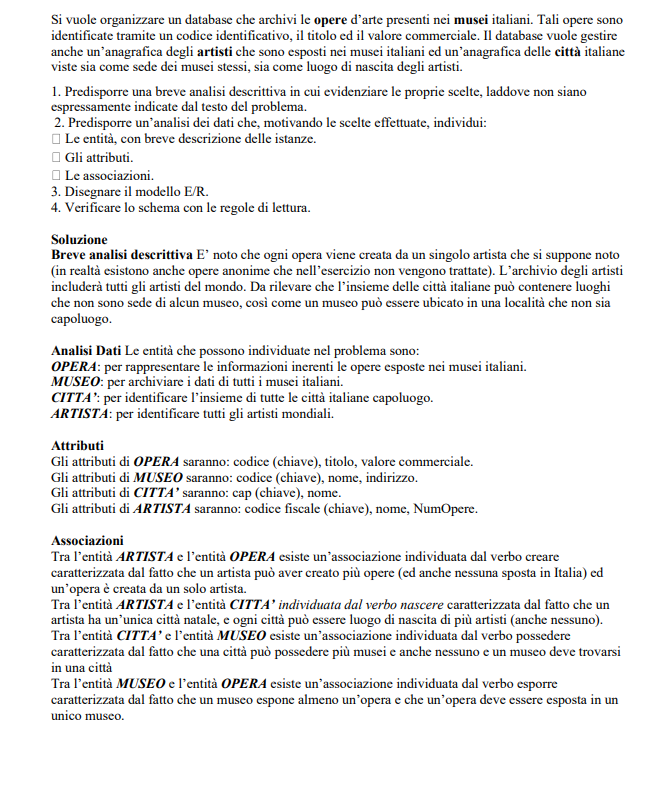 Si vuole organizzare un database che archivi le opere d'arte presenti nei musei italiani. Tali opere sono
identificate tramite un codice identificativo, il titolo ed il valore commerciale. Il database vuole gestire
anche un'anagrafica degli artisti che sono esposti nei musei italiani ed un'anagrafica delle città italiane
viste sia come sede dei musei stessi, sia come luogo di nascita degli artisti.
1. Predisporre una breve analisi descrittiva in cui evidenziare le proprie scelte, laddove non siano
espressamente indicate dal testo del problema.
2. Predisporre un'analisi dei dati che, motivando le scelte effettuate, individui:
□ Le entità, con breve descrizione delle istanze.
□ Gli attributi.
□ Le associazioni.
3. Disegnare il modello E/R.
4. Verificare lo schema con le regole di lettura.
Soluzione
Breve analisi descrittiva E' noto che ogni opera viene creata da un singolo artista che si suppone noto
(in realtà esistono anche opere anonime che nell'esercizio non vengono trattate). L'archivio degli artisti
includerà tutti gli artisti del mondo. Da rilevare che l'insieme delle città italiane può contenere luoghi
che non sono sede di alcun museo, così come un museo può essere ubicato in una località che non sia
capoluogo.
Analisi Dati Le entità che possono individuate nel problema sono:
OPERA: per rappresentare le informazioni inerenti le opere esposte nei musei italiani.
MUSEO: per archiviare i dati di tutti i musei italiani.
CITTA': per identificare l'insieme di tutte le città italiane capoluogo.
ARTISTA: per identificare tutti gli artisti mondiali.
Attributi
Gli attributi di OPERA saranno: codice (chiave), titolo, valore commerciale.
Gli attributi di MUSEO saranno: codice (chiave), nome, indirizzo.
Gli attributi di CITTA' saranno: cap (chiave), nome.
Gli attributi di ARTISTA saranno: codice fiscale (chiave), nome, NumOpere.
Associazioni
Tra l'entità ARTISTA e l'entità OPERA esiste un'associazione individuata dal verbo creare
caratterizzata dal fatto che un artista può aver creato più opere (ed anche nessuna sposta in Italia) ed
un'opera è creata da un solo artista.
Tra l'entità ARTISTA e l'entità CITTA' individuata dal verbo nascere caratterizzata dal fatto che un
artista ha un'unica città natale, e ogni città può essere luogo di nascita di più artisti (anche nessuno).
Tra l'entità CITTA' e l'entità MUSEO esiste un'associazione individuata dal verbo possedere
caratterizzata dal fatto che una città può possedere più musei e anche nessuno e un museo deve trovarsi
in una città
Tra l'entità MUSEO e l'entità OPERA esiste un'associazione individuata dal verbo esporre
caratterizzata dal fatto che un museo espone almeno un'opera e che un'opera deve essere esposta in un
unico museo.